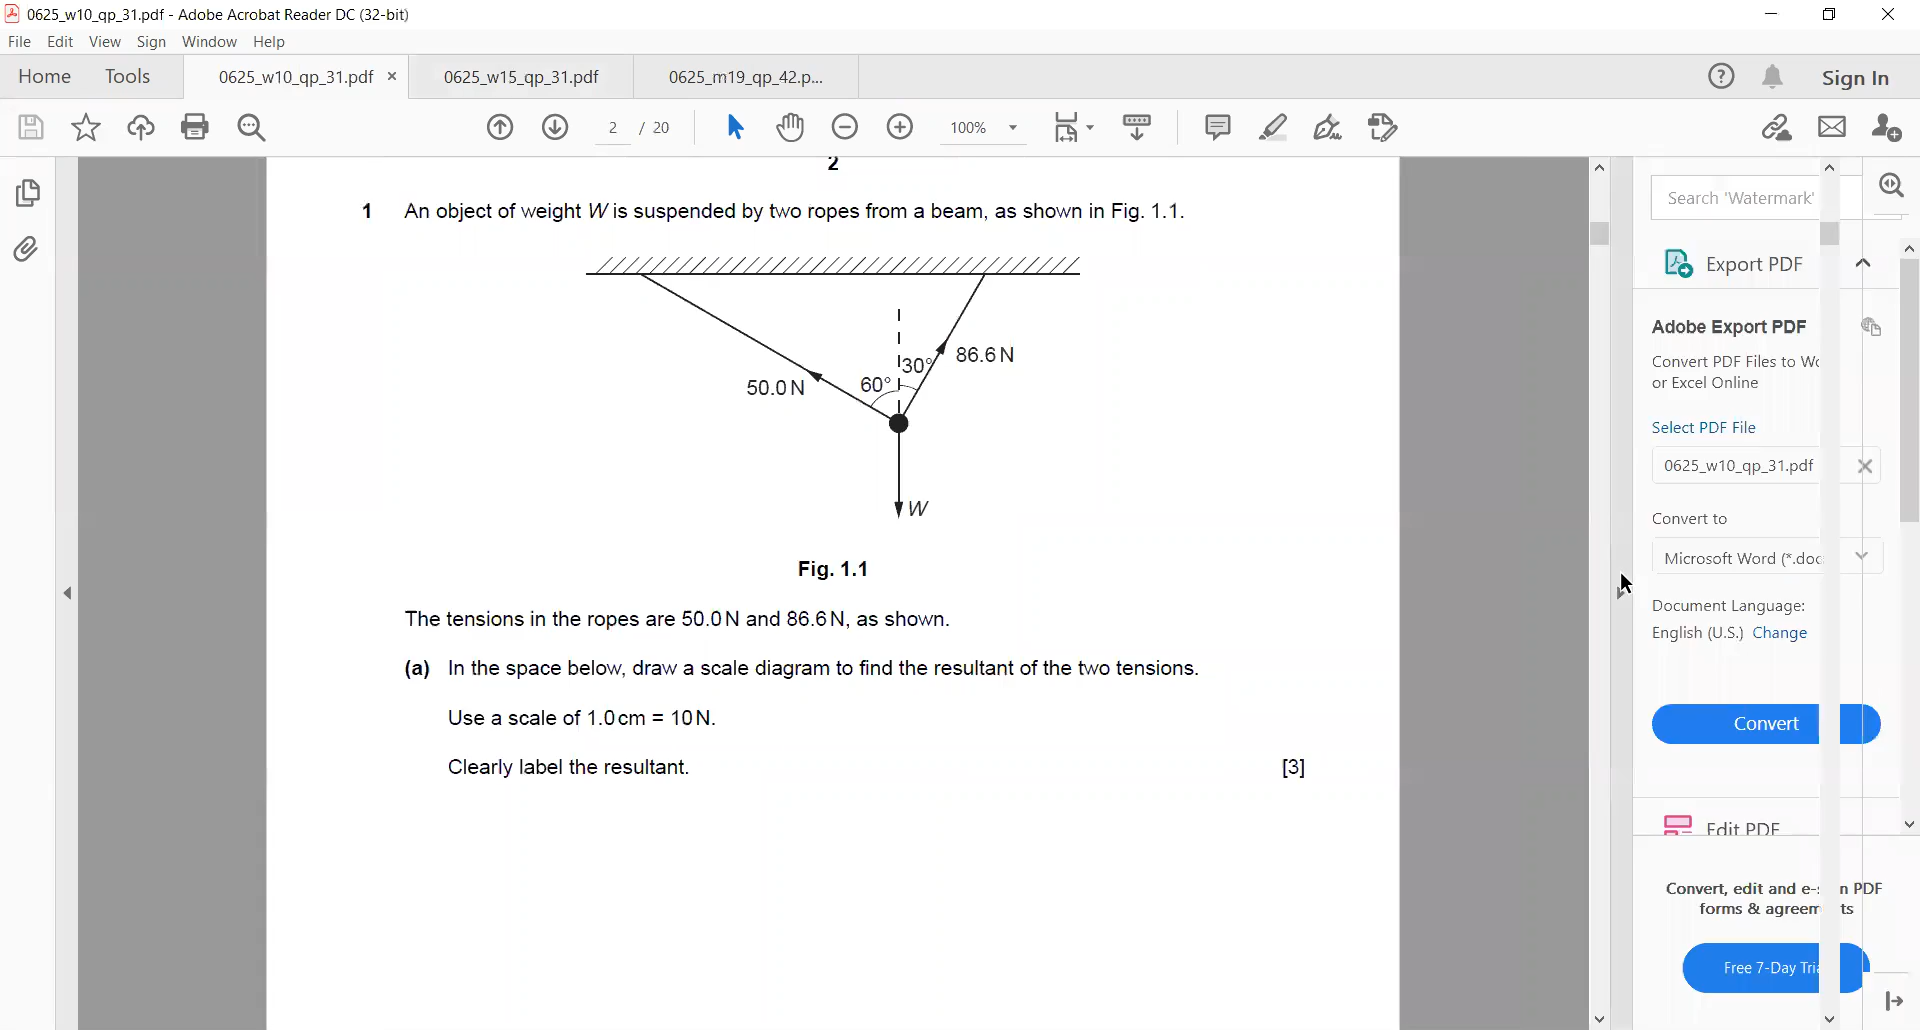 0625_w10_qp_31.pdf - Adobe Acrobat Reader DC (32-bit)
File Edit View Sign Window Help
Home Tools 0625_w10_qp_31.pdf × 0625_w15_qp_31.pdf 0625_m19_qp_42.p... Sign In
2 / 20 100%
2
Search 'Watermark'
1 An object of weight W is suspended by two ropes from a beam, as shown in Fig. 1.1.
Export PDF
Adobe Export PDF
Convert PDF Files to
or Excel Online
30° 86.6 N
60°
50.0 N
Select PDF File
0625_w10_qp_31.pdf
W
Convert to
Microsoft Word (*.doc
Fig. 1.1
Document Language:
English (U.S.) Change
The tensions in the ropes are 50.0 N and 86.6 N, as shown.
(a) In the space below, draw a scale diagram to find the resultant of the two tensions.
Use a scale of 1.0 cm = 10 N.
Convert
Clearly label the resultant. [3]
Edit PDF
Convert, edit and PDF
forms &
Free 7-Day